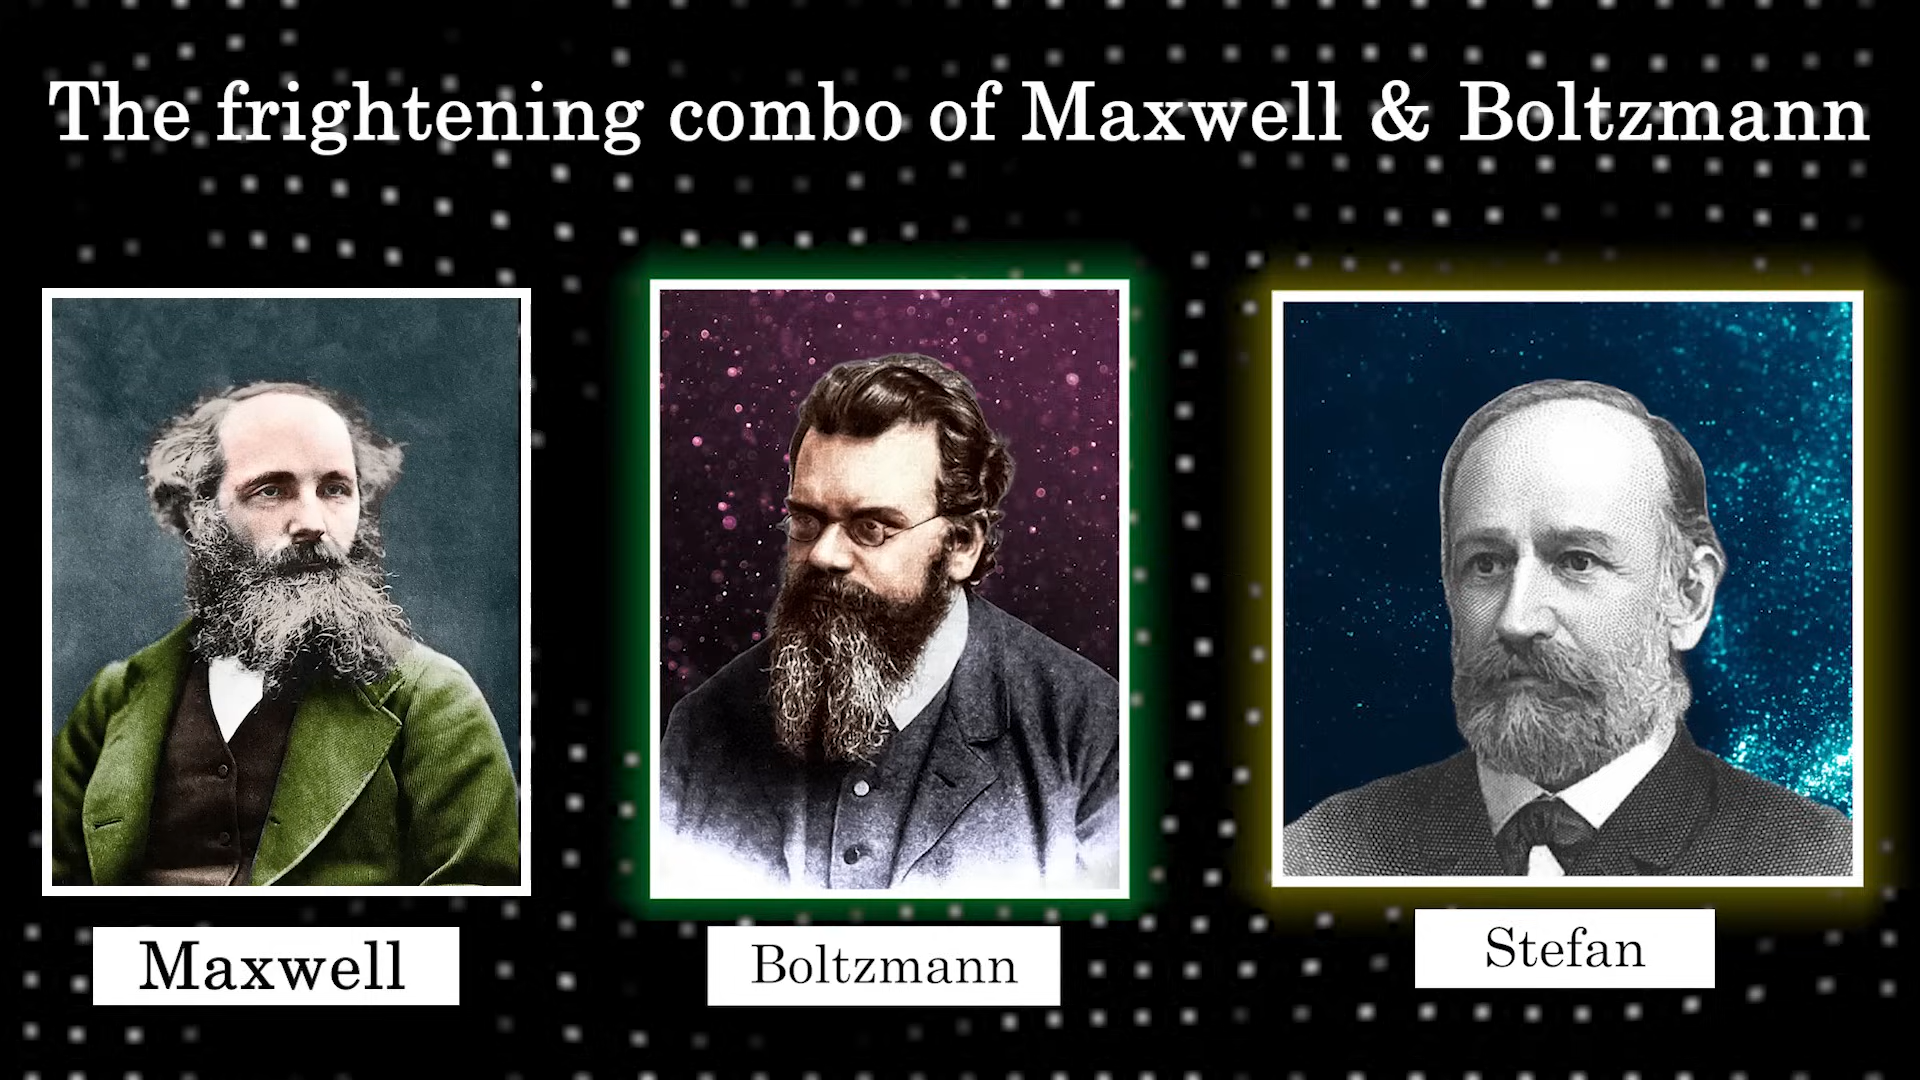 The frightening combo of Maxwell & Boltzmann
Maxwell
Boltzmann
Stefan